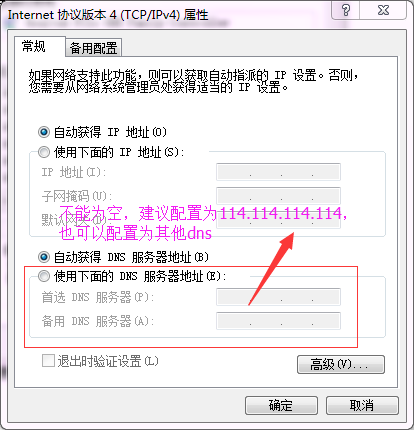 Internet 协议版本 4 (TCP/IPv4) 属性
常规
备用配置
如果网络支持此功能，则可以获取自动指派的 IP 设置。否则，
您需要从网络系统管理员处获得适当的 IP 设置。
自动获得 IP 地址(O)
使用下面的 IP 地址(S):
IP 地址(I):
子网掩码(U):
不能为空，建议配置为114.114.114.114，
也可以配置为其他dns
自动获得 DNS 服务器地址(B)
使用下面的 DNS 服务器地址(E):
首选 DNS 服务器(P):
备用 DNS 服务器(A):
退出时验证设置(L)
高级(V)...
确定
取消